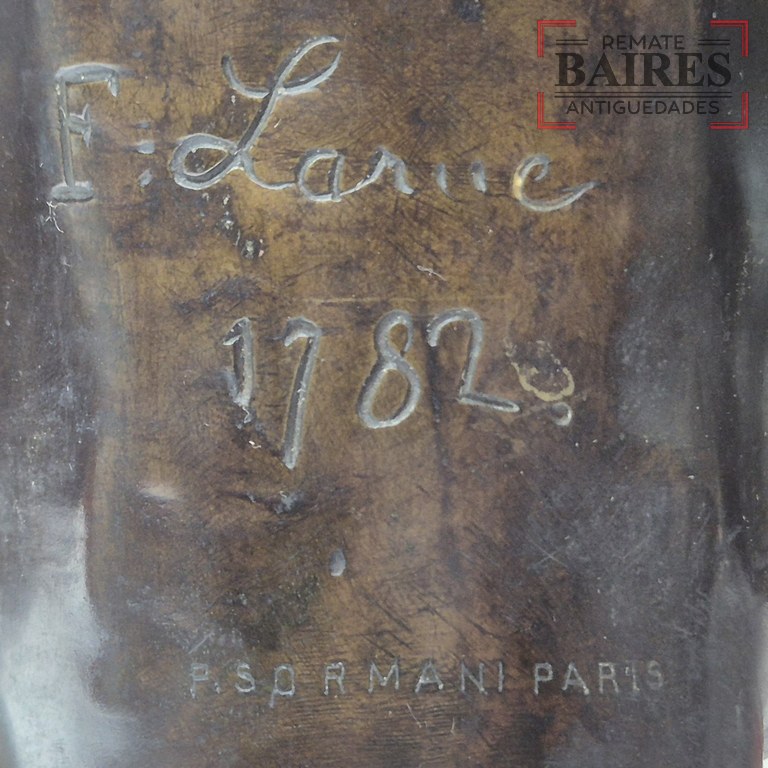 REMATE
BAIRES
ANTIGUEDADES
F: Larue
1782
P. SORMANI PARIS